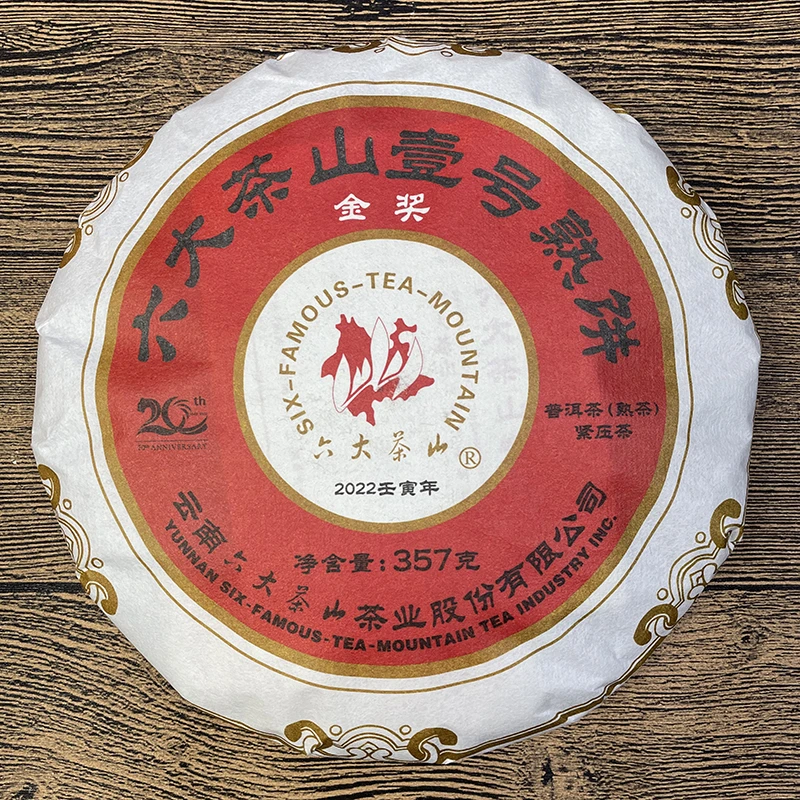 六大茶山壹号熟饼
金奖
SIX-FAMOUS-TEA-MOUNTAIN
六大茶山®
2022壬寅年
20th
20TH ANNIVERSARY
普洱茶(熟茶)
紧压茶
净含量:357克
云南六大茶山茶业股份有限公司
YUNNAN SIX-FAMOUS-TEA-MOUNTAIN TEA INDUSTRY INC.